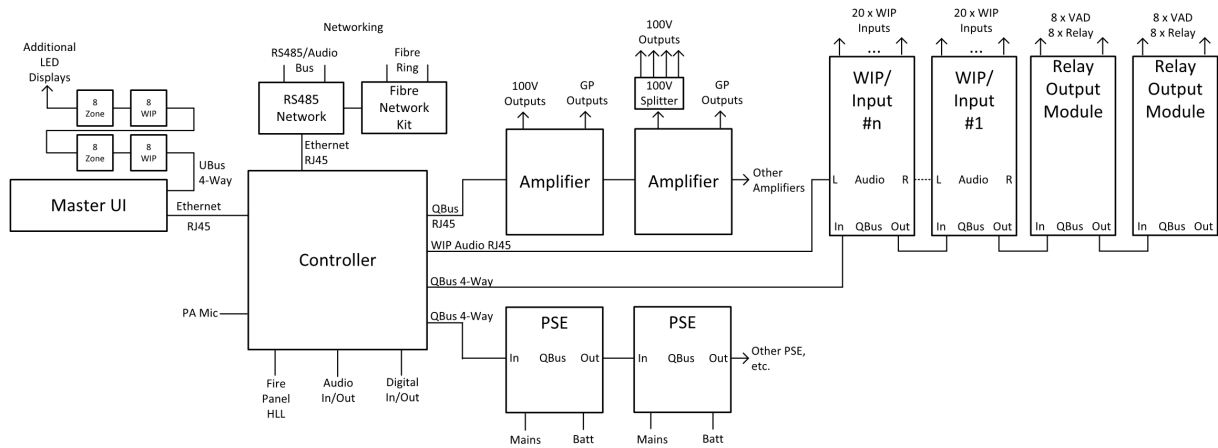 Networking
Additional
LED
Displays
8
Zone
8
WIP
8
Zone
8
WIP
UBus
4-Way
Master UI
Ethernet
RJ45
RS485/Audio
Bus
Fibre
Ring
RS485
Network
Fibre
Network
Kit
Ethernet
RJ45
Controller
PA Mic
Fire
Panel
HLL
Audio
In/Out
Digital
In/Out
QBus
RJ45
WIP Audio RJ45
QBus 4-Way
QBus 4-Way
100V
Outputs
GP
Outputs
Amplifier
100V
Outputs
100V
Splitter
GP
Outputs
Amplifier
Other
Amplifiers
PSE
In QBus Out
Mains Batt
PSE
In QBus Out
Mains Batt
Other PSE,
etc.
20 x WIP
Inputs
...
WIP/
Input
#n
L Audio R
In QBus Out
20 x WIP
Inputs
...
WIP/
Input
#1
L Audio R
In QBus Out
8 x VAD
8 x Relay
Relay
Output
Module
In QBus Out
8 x VAD
8 x Relay
Relay
Output
Module
In QBus Out